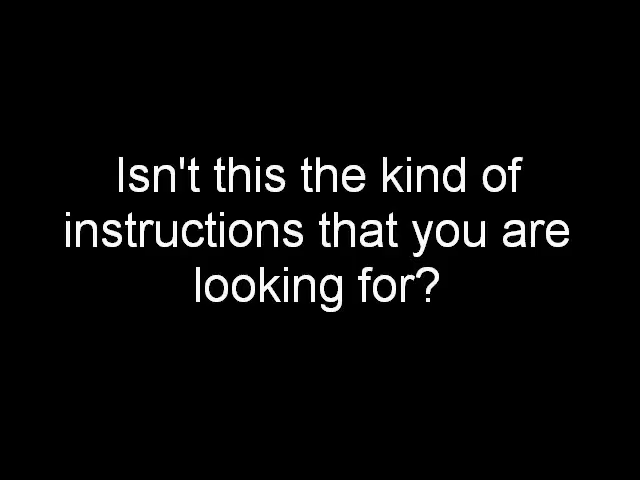 Isn't this the kind of
instructions that you are
looking for?